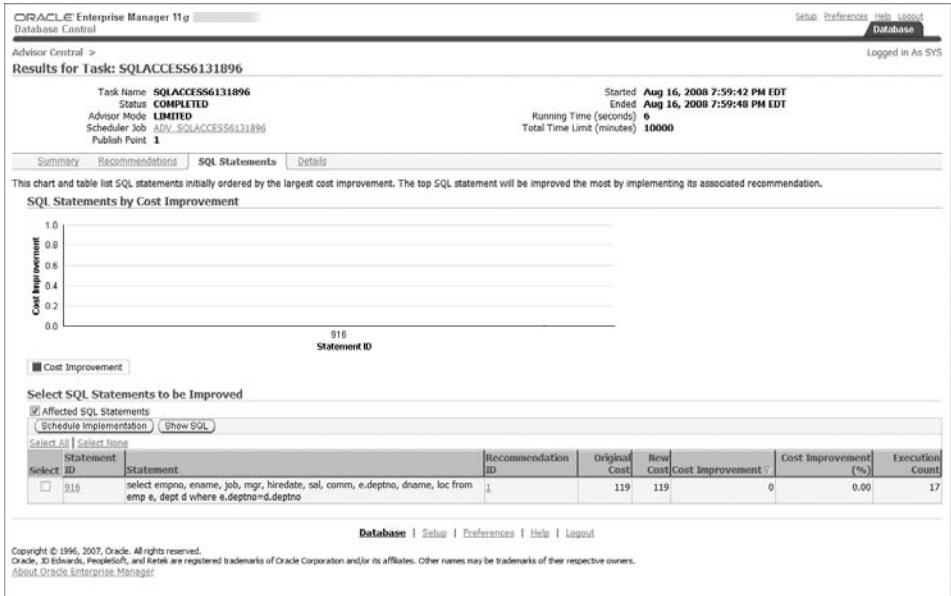 ORACLE Enterprise Manager 11g
Database Control
Setup Preferences Help Logout
Database
Advisor Central >
Logged in As SYS
Results for Task: SQLACCESS6131896
Task Name SQLACCESS6131896
Status COMPLETED
Advisor Mode LIMITED
Scheduler Job ADV_SQLACCESS6131896
Publish Point 1
Started Aug 16, 2008 7:59:42 PM EDT
Ended Aug 16, 2008 7:59:48 PM EDT
Running Time (seconds) 6
Total Time Limit (minutes) 10000
Summary Recommendations SQL Statements Details
This chart and table list SQL statements initially ordered by the largest cost improvement. The top SQL statement will be improved the most by implementing its associated recommendation.
SQL Statements by Cost Improvement
Cost Improvement
1.0
0.8
0.6
0.4
0.2
0.0
916
Statement ID
Cost Improvement
Select SQL Statements to be Improved
Affected SQL Statements
Schedule Implementation Show SQL
Select All | Select None
Select Statement ID Statement Recommendation ID Original Cost New Cost Cost Improvement Cost Improvement (%) Execution Count
916 select empno, ename, job, mgr, hiredate, sal, comm, e.deptno, dname, loc from 1 119 119 0 0.00 17
emp e, dept d where e.deptno=d.deptno
Database | Setup | Preferences | Help | Logout
Copyright © 1996, 2007, Oracle. All rights reserved.
Oracle, JD Edwards, PeopleSoft, and Retek are registered trademarks of Oracle Corporation and/or its affiliates. Other names may be trademarks of their respective owners.
About Oracle Enterprise Manager